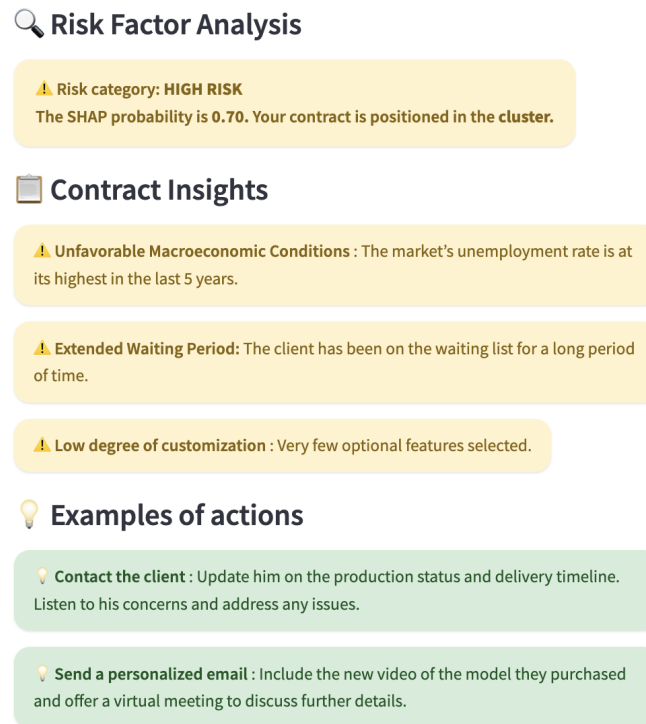 Risk Factor Analysis
Risk category: HIGH RISK
The SHAP probability is 0.70. Your contract is positioned in the cluster.
Contract Insights
Unfavorable Macroeconomic Conditions : The market’s unemployment rate is at
its highest in the last 5 years.
Extended Waiting Period: The client has been on the waiting list for a long period
of time.
Low degree of customization : Very few optional features selected.
Examples of actions
Contact the client : Update him on the production status and delivery timeline.
Listen to his concerns and address any issues.
Send a personalized email : Include the new video of the model they purchased
and offer a virtual meeting to discuss further details.